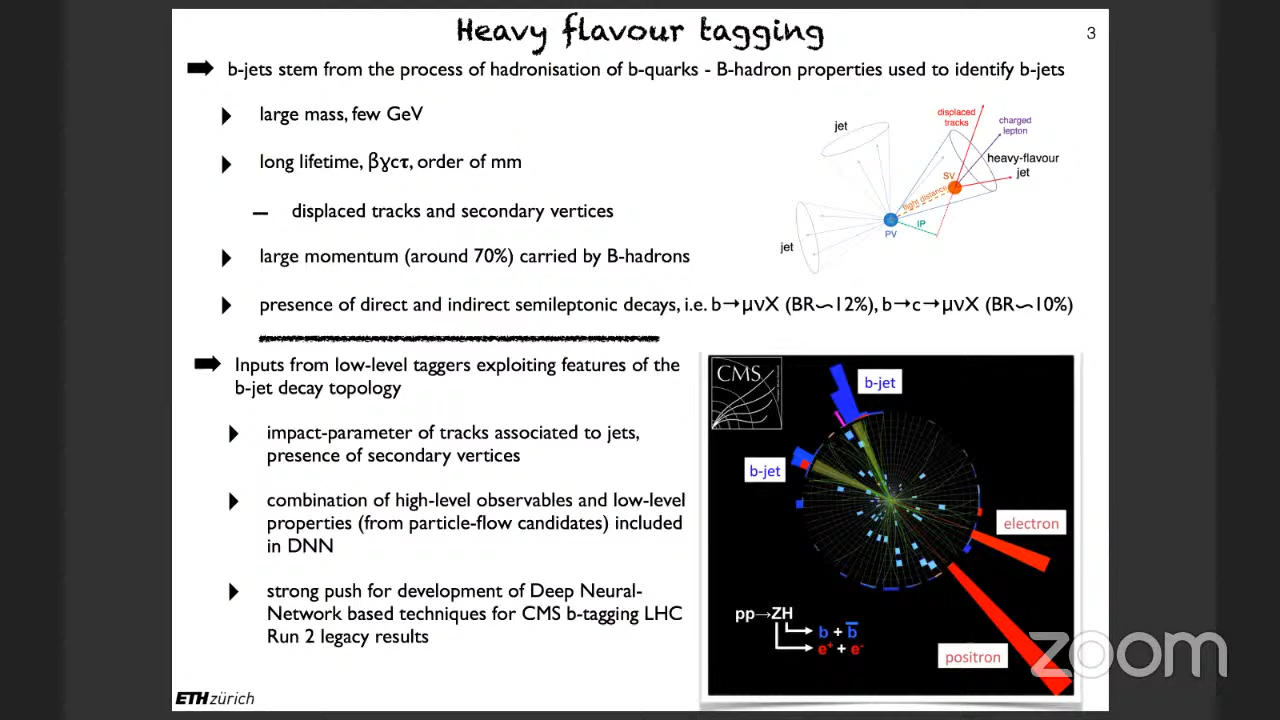 Heavy flavour tagging
3
b-jets stem from the process of hadronisation of b-quarks - B-hadron properties used to identify b-jets
large mass, few GeV
long lifetime, βɣcτ, order of mm
– displaced tracks and secondary vertices
large momentum (around 70%) carried by B-hadrons
presence of direct and indirect semileptonic decays, i.e. b→μνX (BR∽12%), b→c→μνX (BR∽10%)
jet
displaced
tracks
charged
lepton
heavy-flavour
jet
SV
flight distance
IP
PV
jet
Inputs from low-level taggers exploiting features of the
b-jet decay topology
impact-parameter of tracks associated to jets,
presence of secondary vertices
combination of high-level observables and low-level
properties (from particle-flow candidates) included
in DNN
strong push for development of Deep Neural-
Network based techniques for CMS b-tagging LHC
Run 2 legacy results
CMS
b-jet
b-jet
electron
pp→ZH
b + b̅
e⁺ + e⁻
positron
zoom
ETH zürich